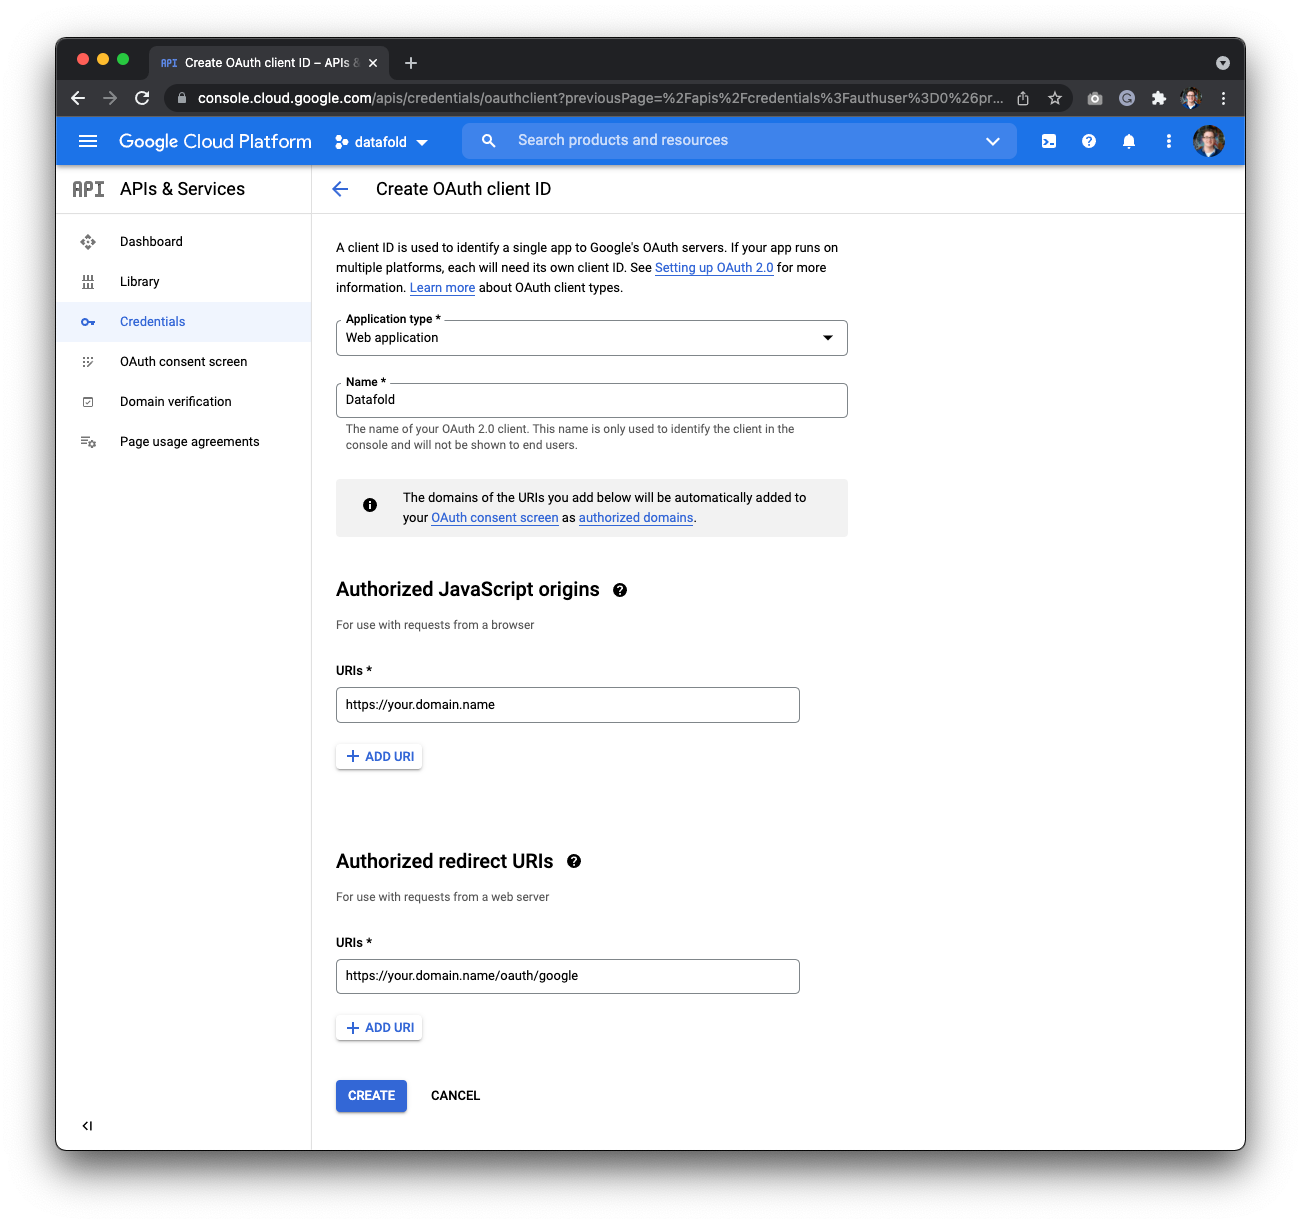 API Create OAuth client ID – APIs &
console.cloud.google.com/apis/credentials/oauthclient?previousPage=%2Fapis%2Fcredentials%3Fauthuser%3D0%26pr...
Google Cloud Platform
datafold
Search products and resources
API APIs & Services
Create OAuth client ID
Dashboard
Library
Credentials
OAuth consent screen
Domain verification
Page usage agreements
A client ID is used to identify a single app to Google's OAuth servers. If your app runs on
multiple platforms, each will need its own client ID. See Setting up OAuth 2.0 for more
information. Learn more about OAuth client types.
Application type *
Web application
Name *
Datafold
The name of your OAuth 2.0 client. This name is only used to identify the client in the
console and will not be shown to end users.
The domains of the URIs you add below will be automatically added to
your OAuth consent screen as authorized domains.
Authorized JavaScript origins
For use with requests from a browser
URIs *
https://your.domain.name
ADD URI
Authorized redirect URIs
For use with requests from a web server
URIs *
https://your.domain.name/oauth/google
ADD URI
CREATE
CANCEL